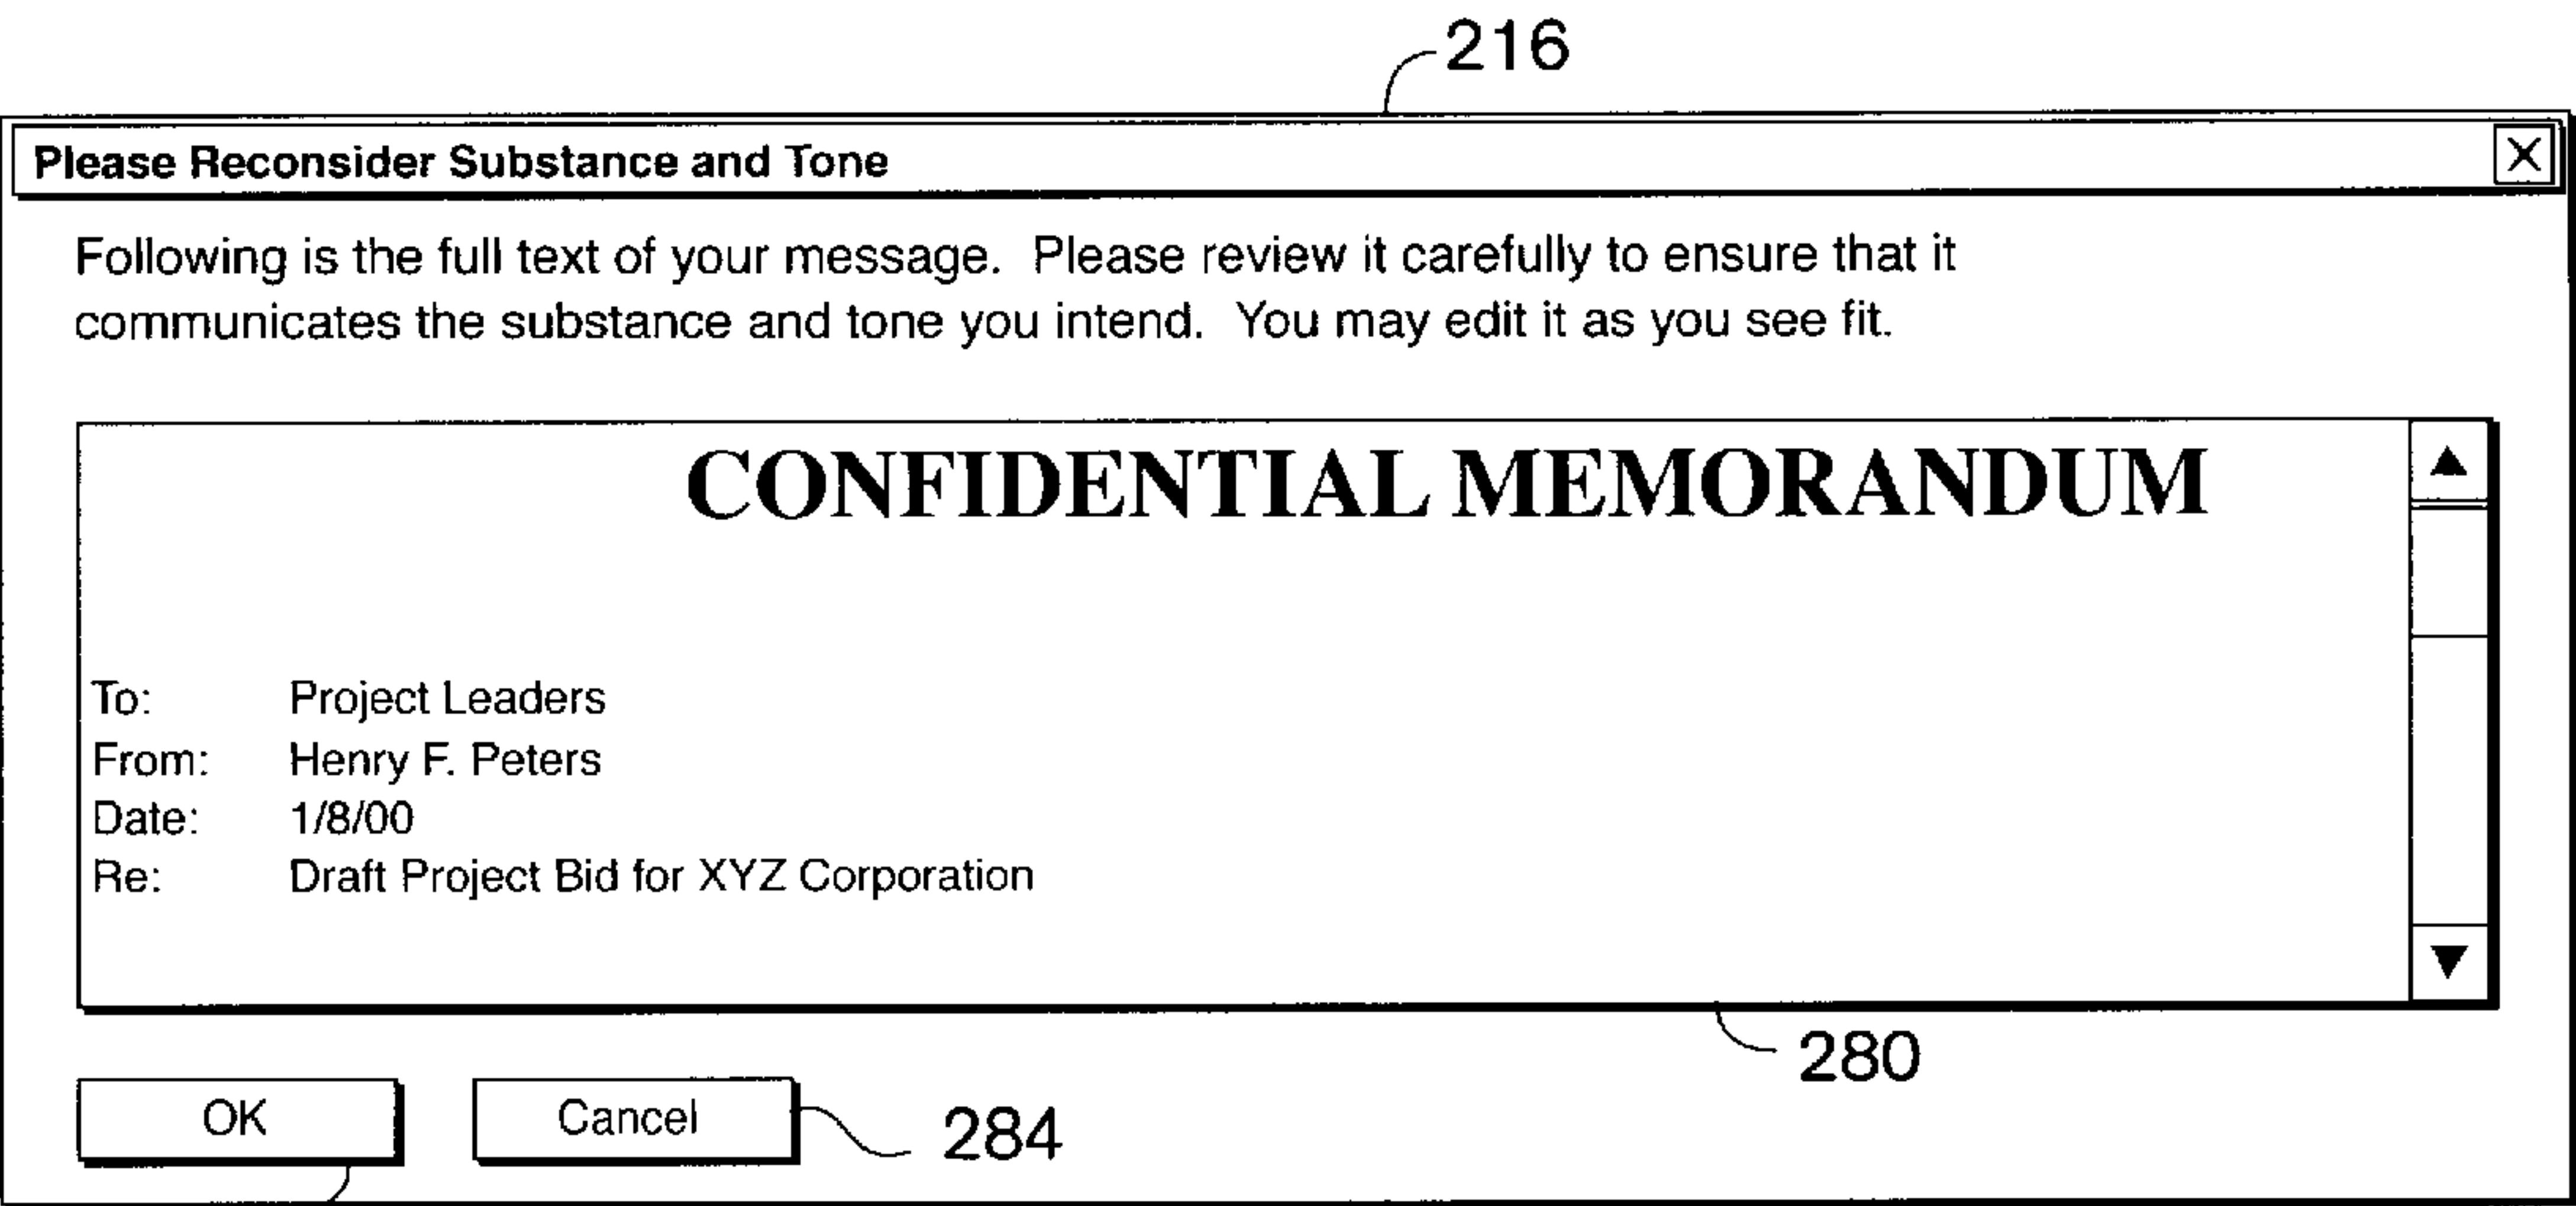 216
Please Reconsider Substance and Tone X
Following is the full text of your message. Please review it carefully to ensure that it
communicates the substance and tone you intend. You may edit it as you see fit.
CONFIDENTIAL MEMORANDUM
To: Project Leaders
From: Henry F. Peters
Date: 1/8/00
Re: Draft Project Bid for XYZ Corporation
280
OK Cancel 284